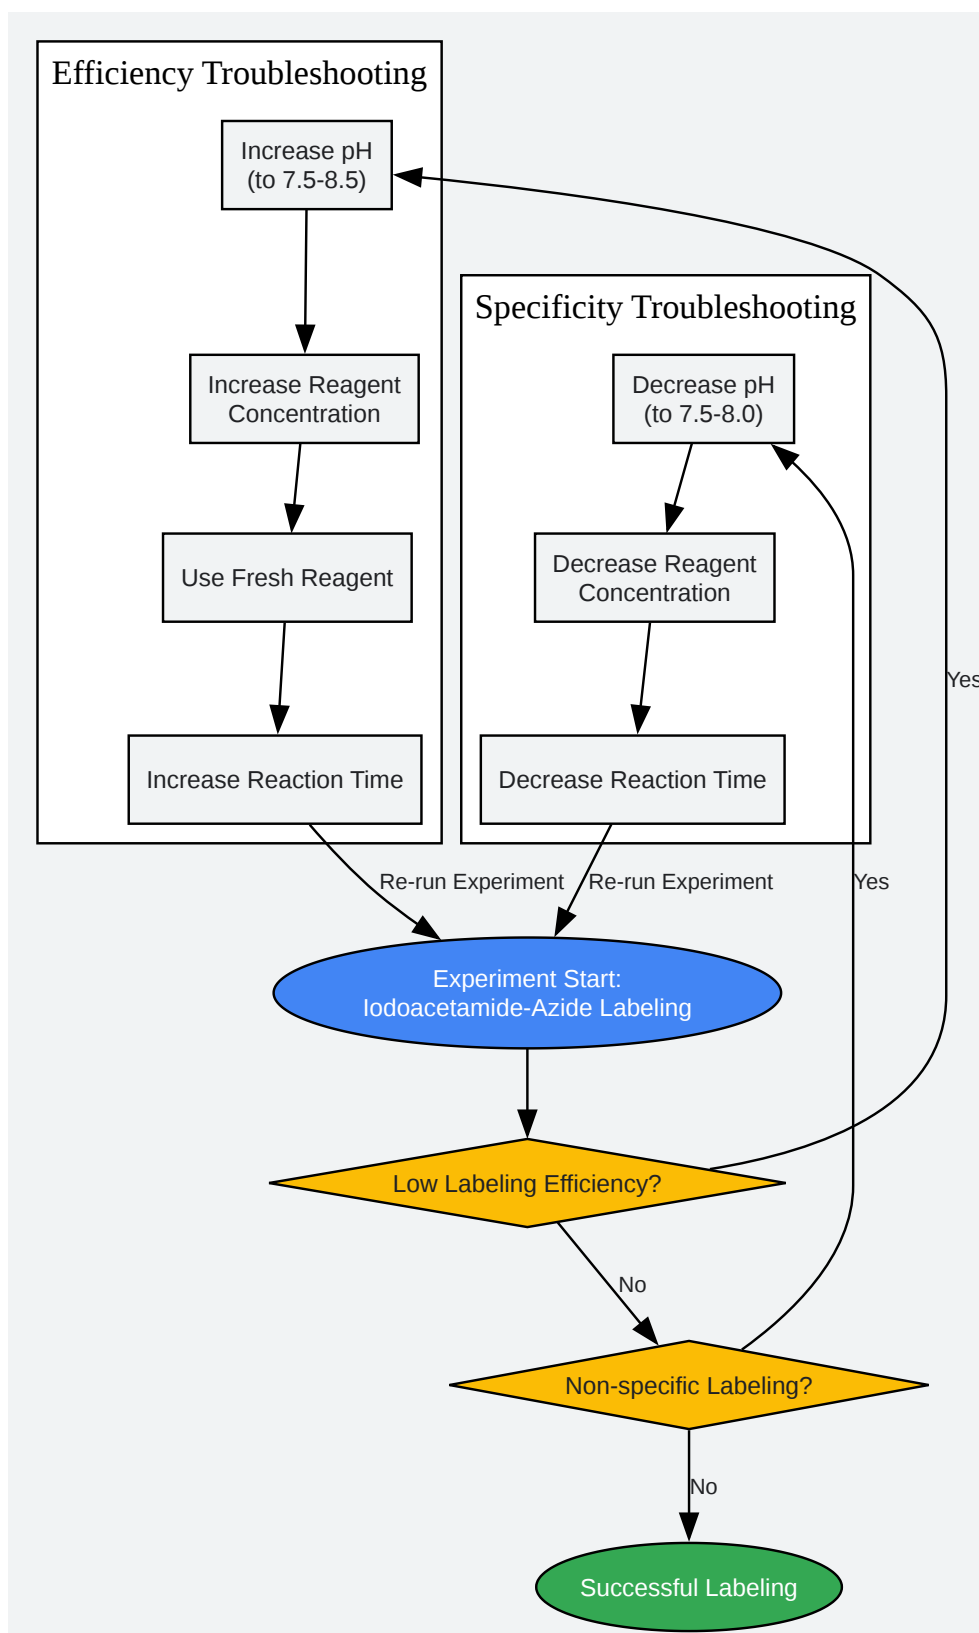 Efficiency Troubleshooting
Increase pH
(to 7.5-8.5)
Increase Reagent
Concentration
Use Fresh Reagent
Increase Reaction Time
Specificity Troubleshooting
Decrease pH
(to 7.5-8.0)
Decrease Reagent
Concentration
Decrease Reaction Time
Yes
Re-run Experiment
Re-run Experiment
Yes
Experiment Start:
Iodoacetamide-Azide Labeling
Low Labeling Efficiency?
No
Non-specific Labeling?
No
Successful Labeling